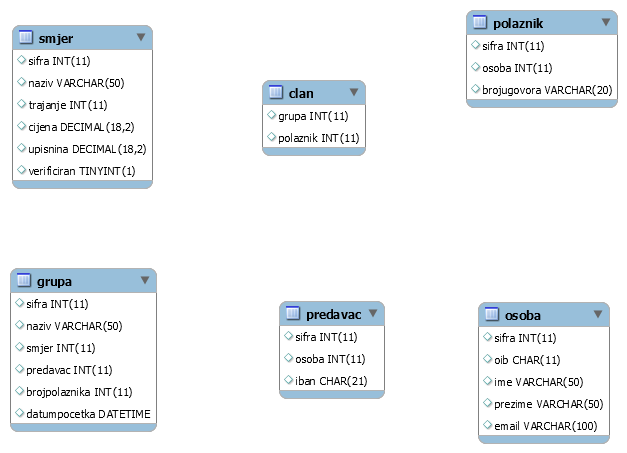 smjer
sifra INT(11)
naziv VARCHAR(50)
trajanje INT(11)
cijena DECIMAL(18,2)
upisnina DECIMAL(18,2)
verificiran TINYINT(1)
clan
grupa INT(11)
polaznik INT(11)
polaznik
sifra INT(11)
osoba INT(11)
brojugovora VARCHAR(20)
grupa
sifra INT(11)
naziv VARCHAR(50)
smjer INT(11)
predavac INT(11)
brojpolaznika INT(11)
datumpocetka DATETIME
predavac
sifra INT(11)
osoba INT(11)
iban CHAR(21)
osoba
sifra INT(11)
oib CHAR(11)
ime VARCHAR(50)
prezime VARCHAR(50)
email VARCHAR(100)